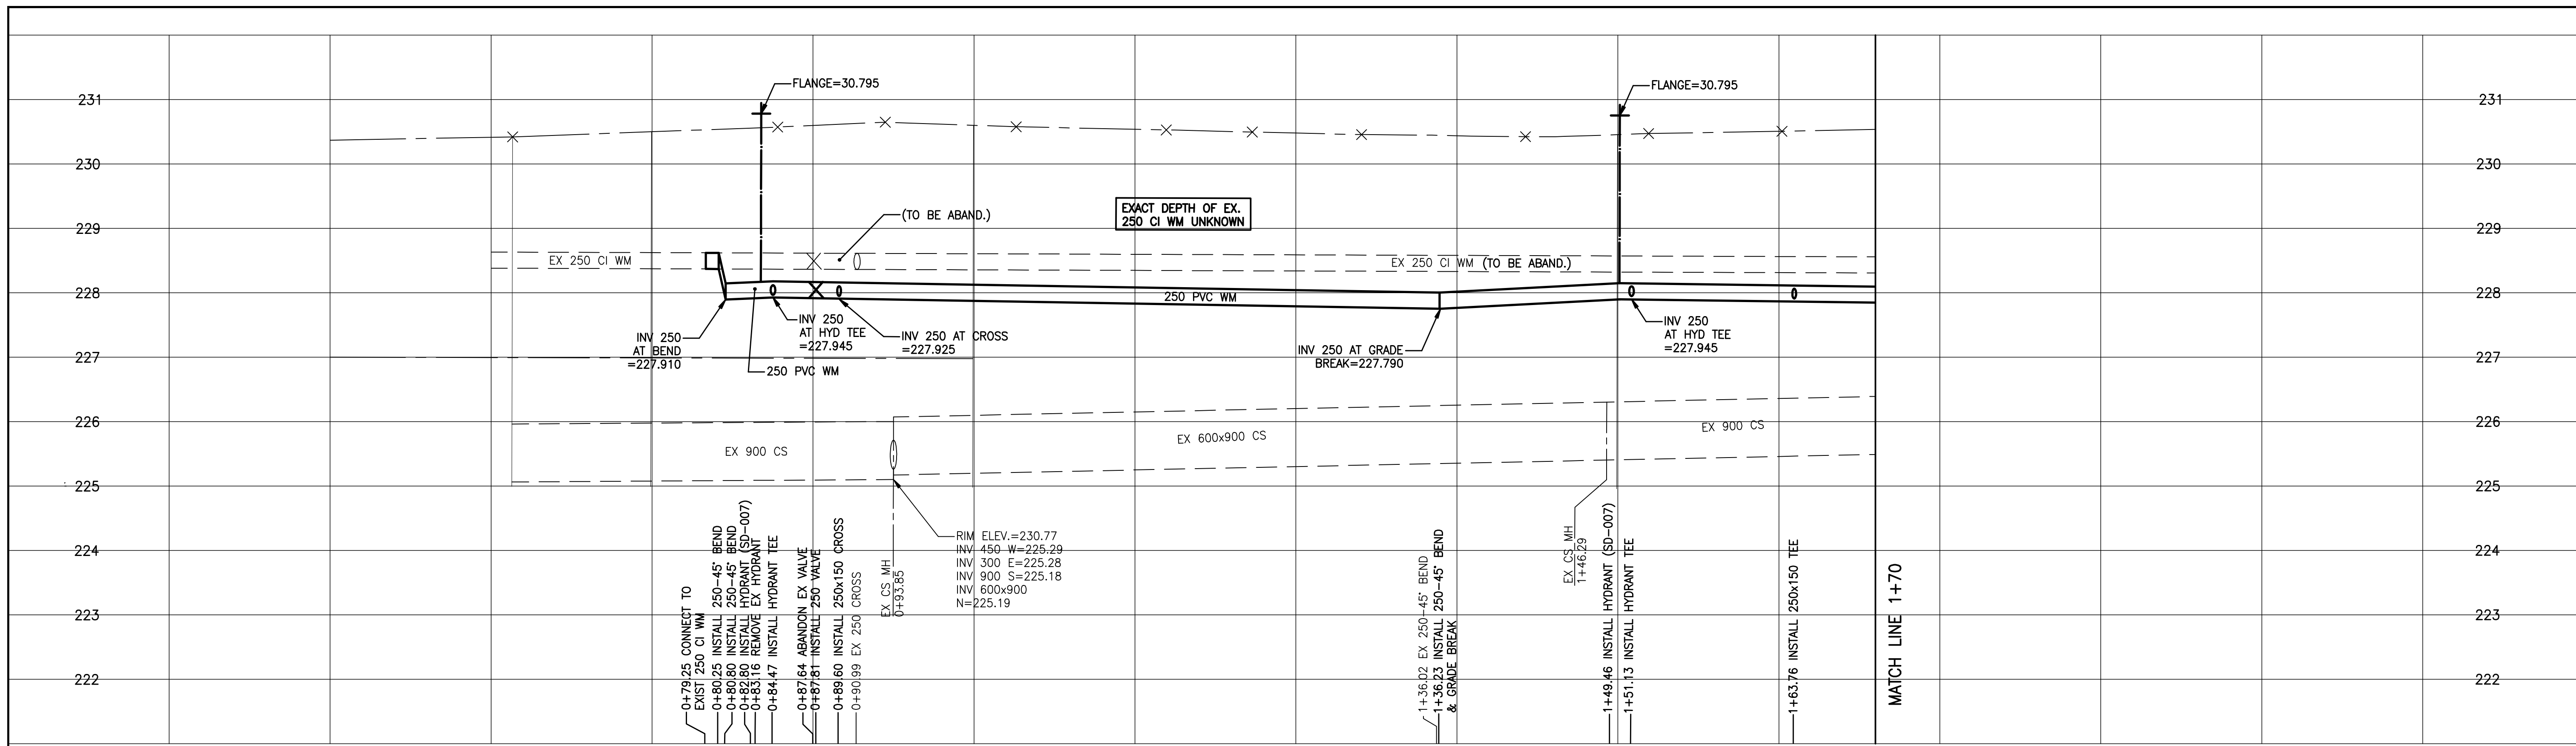 FLANGE=30.795
FLANGE=30.795
231
231
230
230
(TO BE ABAND.)
EXACT DEPTH OF EX.
250 CI WM UNKNOWN
229
229
EX 250 CI WM
EX 250 CI WM (TO BE ABAND.)
228
228
250 PVC WM
INV 250
AT BEND
=227.910
INV 250
AT HYD TEE
=227.945
INV 250 AT CROSS
=227.925
250 PVC WM
INV 250 AT GRADE
BREAK=227.790
INV 250
AT HYD TEE
=227.945
227
227
226
226
EX 900 CS
EX 600x900 CS
EX 900 CS
225
225
RIM ELEV.=230.77
INV 450 W=225.29
INV 300 E=225.28
INV 900 S=225.18
INV 600x900
N=225.19
224
224
223
223
222
222
0+79.25 CONNECT TO
EXIST 250 CI WM
0+80.25 INSTALL 250-45° BEND
0+80.80 INSTALL 250-45° BEND
0+82.80 INSTALL HYDRANT (SD-007)
0+83.16 REMOVE EX HYDRANT
0+84.47 INSTALL HYDRANT TEE
0+87.64 ABANDON EX VALVE
0+87.81 INSTALL 250 VALVE
0+89.60 INSTALL 250x150 CROSS
0+90.99 EX 250 CROSS
EX CS MH
0+93.85
1+36.02 EX 250-45° BEND
1+36.23 INSTALL 250-45° BEND
& GRADE BREAK
EX CS MH
1+46.29
1+49.46 INSTALL HYDRANT (SD-007)
1+51.13 INSTALL HYDRANT TEE
1+63.76 INSTALL 250x150 TEE
MATCH LINE 1+70